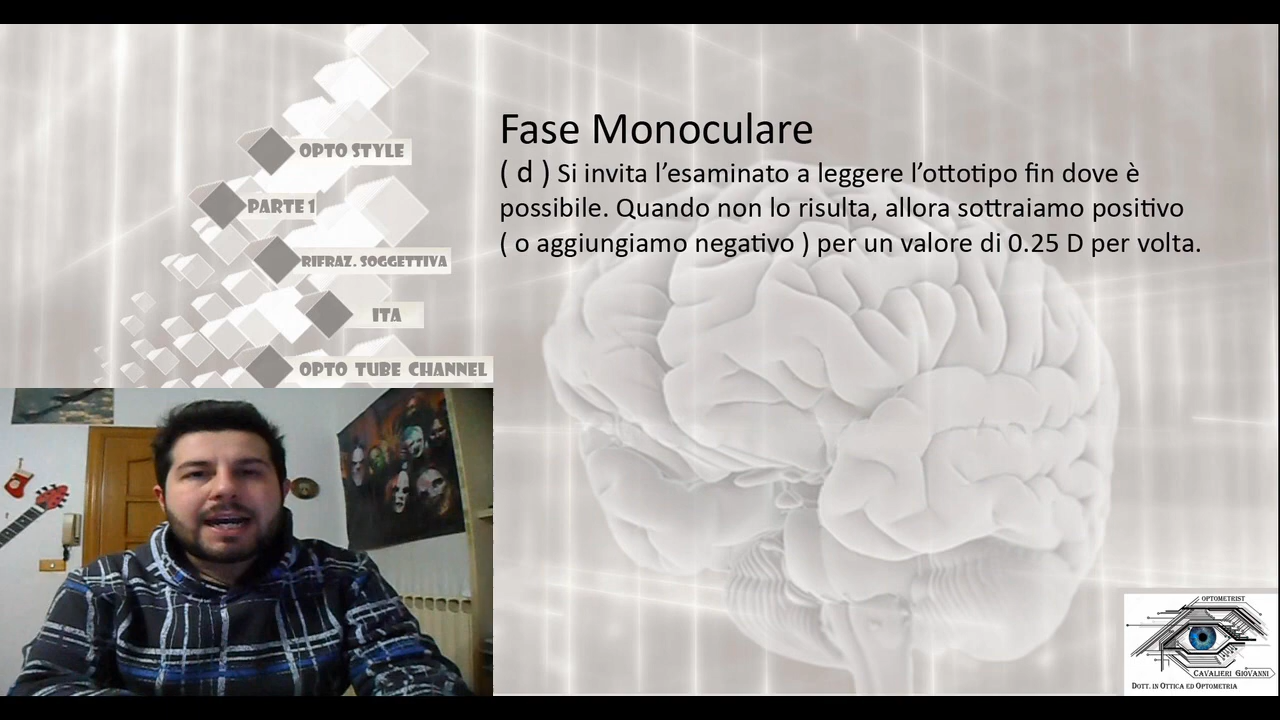 OPTO STYLE
PARTE 1
RIFRAZ. SOGGETTIVA
ITA
OPTO TUBE CHANNEL
Fase Monoculare
( d ) Si invita l’esaminato a leggere l’ottotipo fin dove è
possibile. Quando non lo risulta, allora sottraiamo positivo
( o aggiungiamo negativo ) per un valore di 0.25 D per volta.
OPTOMETRIST
CAVALIERI GIOVANNI
DOTT. IN OTTICA ED OPTOMETRIA